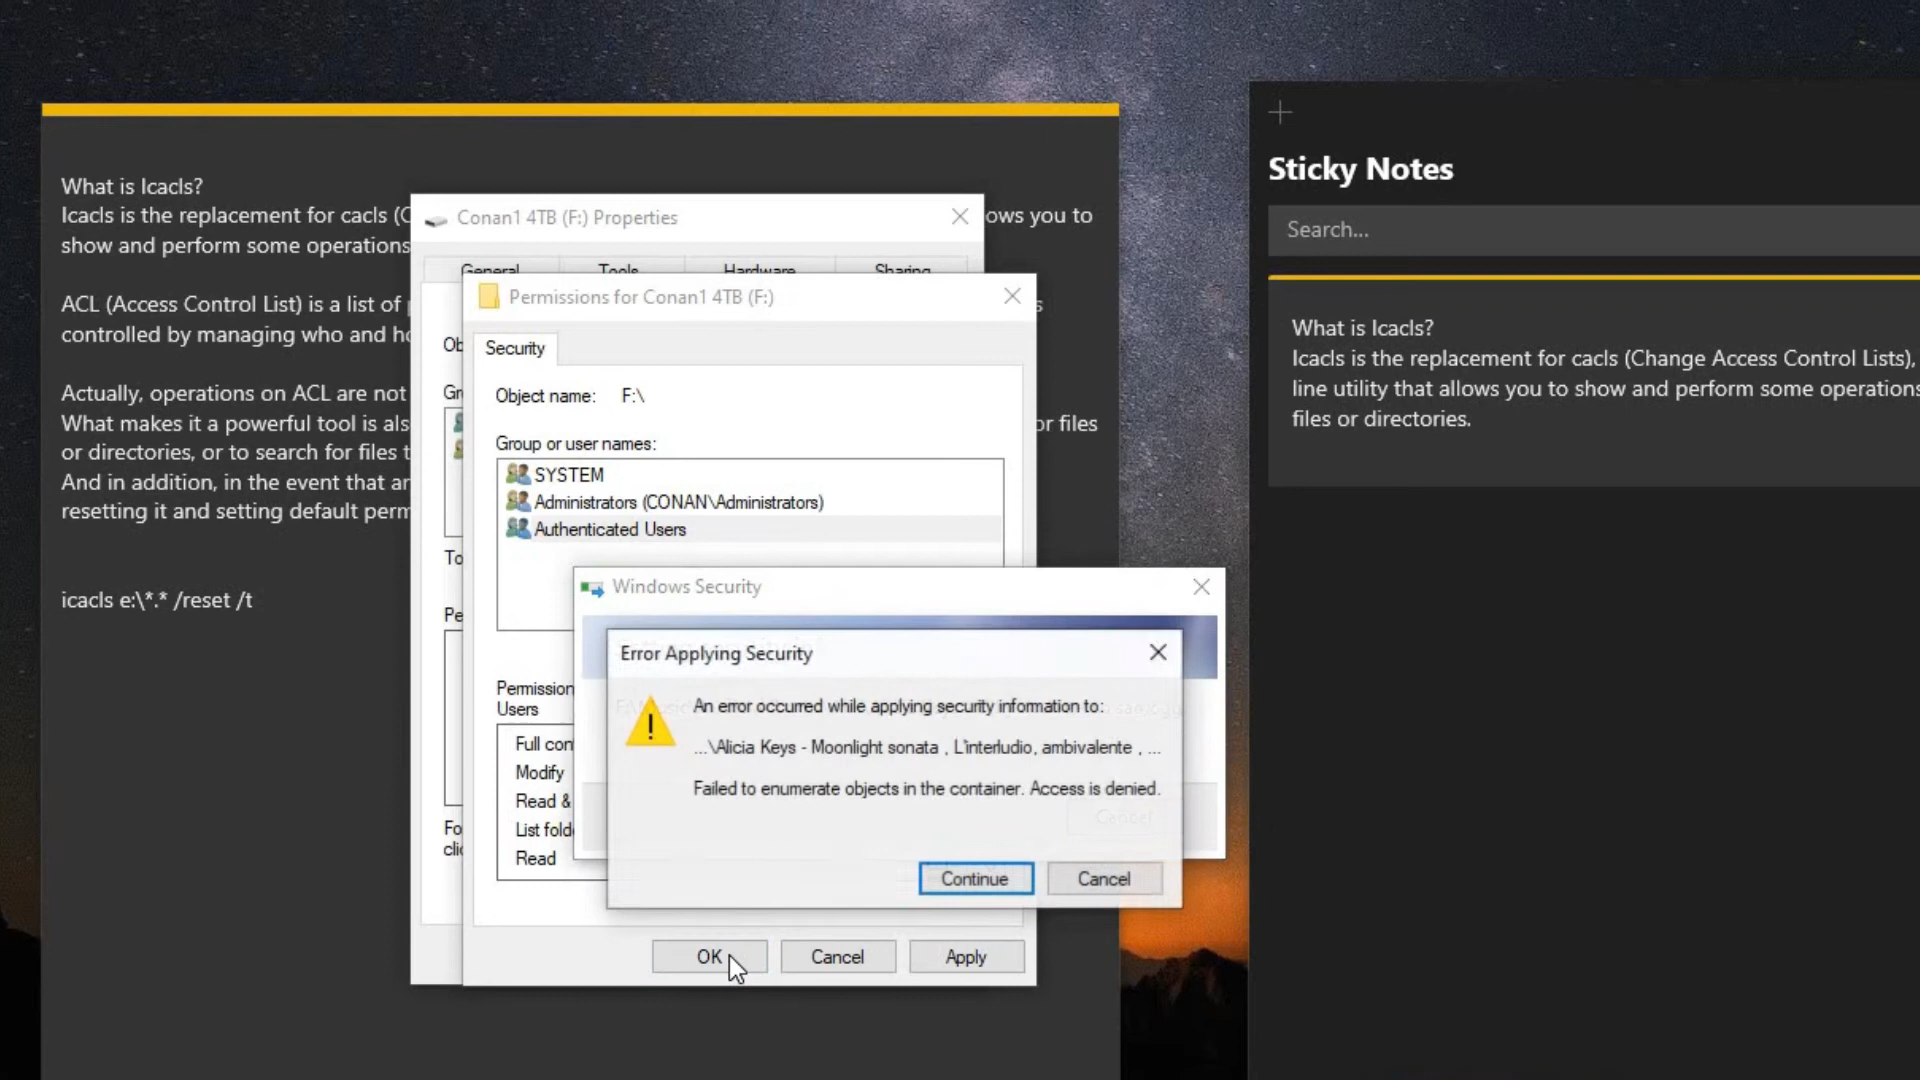 What is Icacls?
Icacls is the replacement for cacls (C
ows you to
show and perform some operations
ACL (Access Control List) is a list of
s
controlled by managing who and ho
Actually, operations on ACL are not
What makes it a powerful tool is als
or files
or directories, or to search for files t
And in addition, in the event that ar
resetting it and setting default perm
icacls e:\*.* /reset /t
Conan1 4TB (F:) Properties
General Tools Hardware Sharing
Ob
Gr
To
Pe
Fo
clic
Permissions for Conan1 4TB (F:)
Security
Object name: F:\
Group or user names:
SYSTEM
Administrators (CONAN\Administrators)
Authenticated Users
Permission
Users
Full con
Modify
Read &
List fold
Read
OK Cancel Apply
Windows Security
Cancel
Error Applying Security
An error occurred while applying security information to:
...\Alicia Keys - Moonlight sonata , L'interludio, ambivalente , ...
Failed to enumerate objects in the container. Access is denied.
Continue Cancel
Sticky Notes
Search...
What is Icacls?
Icacls is the replacement for cacls (Change Access Control Lists),
line utility that allows you to show and perform some operations
files or directories.